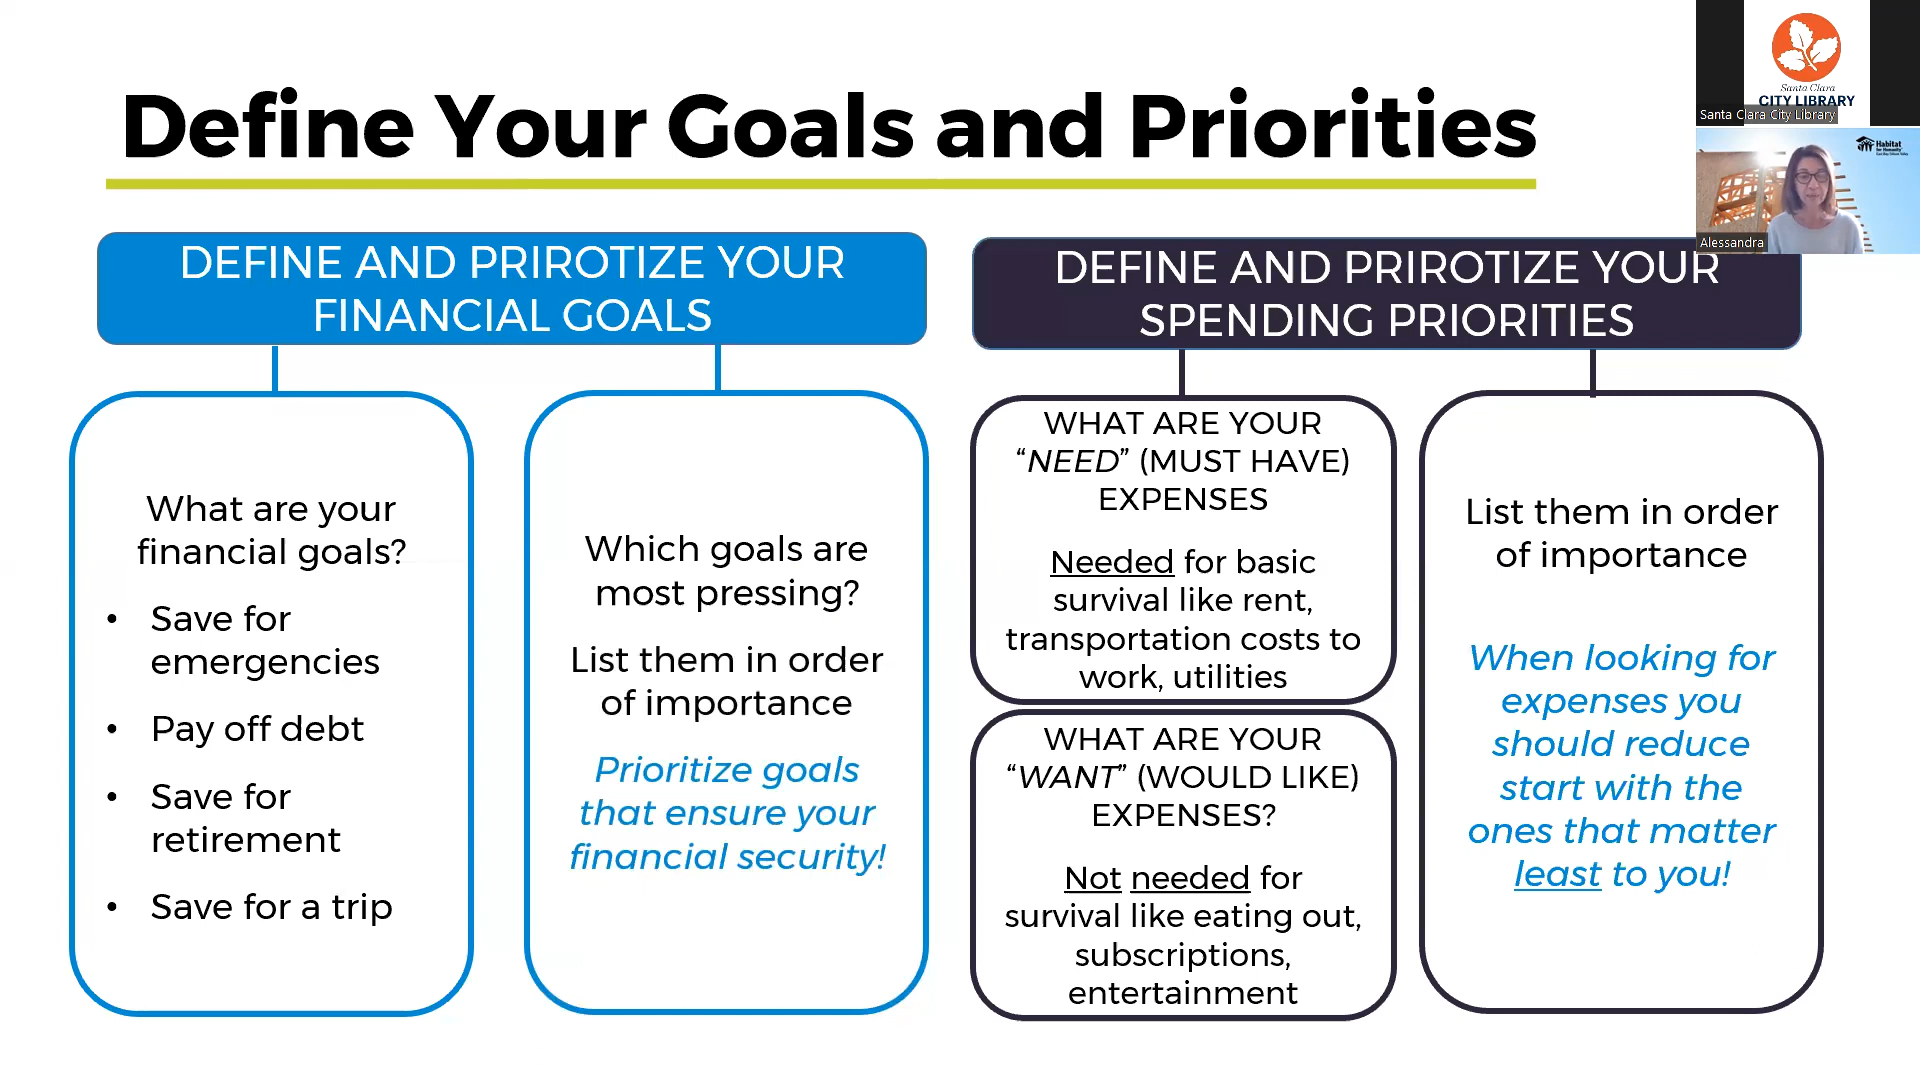 Define Your Goals and Priorities
Santa Clara
CITY LIBRARY
Santa Clara City Library
Habitat
for Humanity
Alessandra
DEFINE AND PRIROTIZE YOUR
FINANCIAL GOALS
What are your
financial goals?
• Save for
emergencies
• Pay off debt
• Save for
retirement
• Save for a trip
Which goals are
most pressing?
List them in order
of importance
Prioritize goals
that ensure your
financial security!
DEFINE AND PRIROTIZE YOUR
SPENDING PRIORITIES
WHAT ARE YOUR
“NEED” (MUST HAVE)
EXPENSES
Needed for basic
survival like rent,
transportation costs to
work, utilities
WHAT ARE YOUR
“WANT” (WOULD LIKE)
EXPENSES?
Not needed for
survival like eating out,
subscriptions,
entertainment
List them in order
of importance
When looking for
expenses you
should reduce
start with the
ones that matter
least to you!